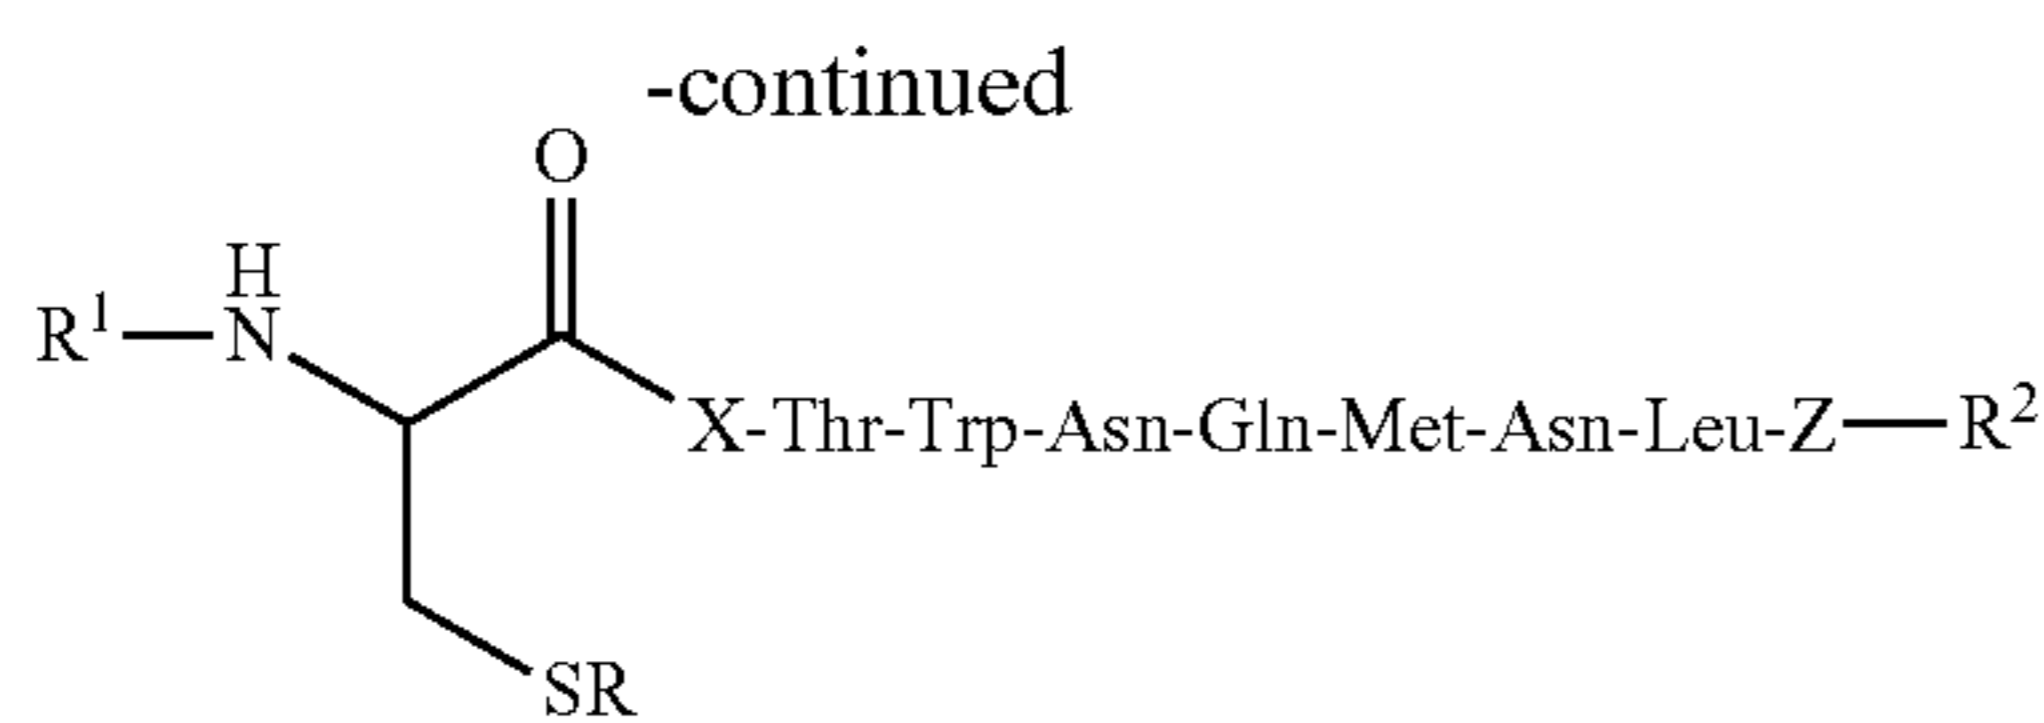 -continued
O
H
R¹—N
X-Thr-Trp-Asn-Gln-Met-Asn-Leu-Z—R²
SR